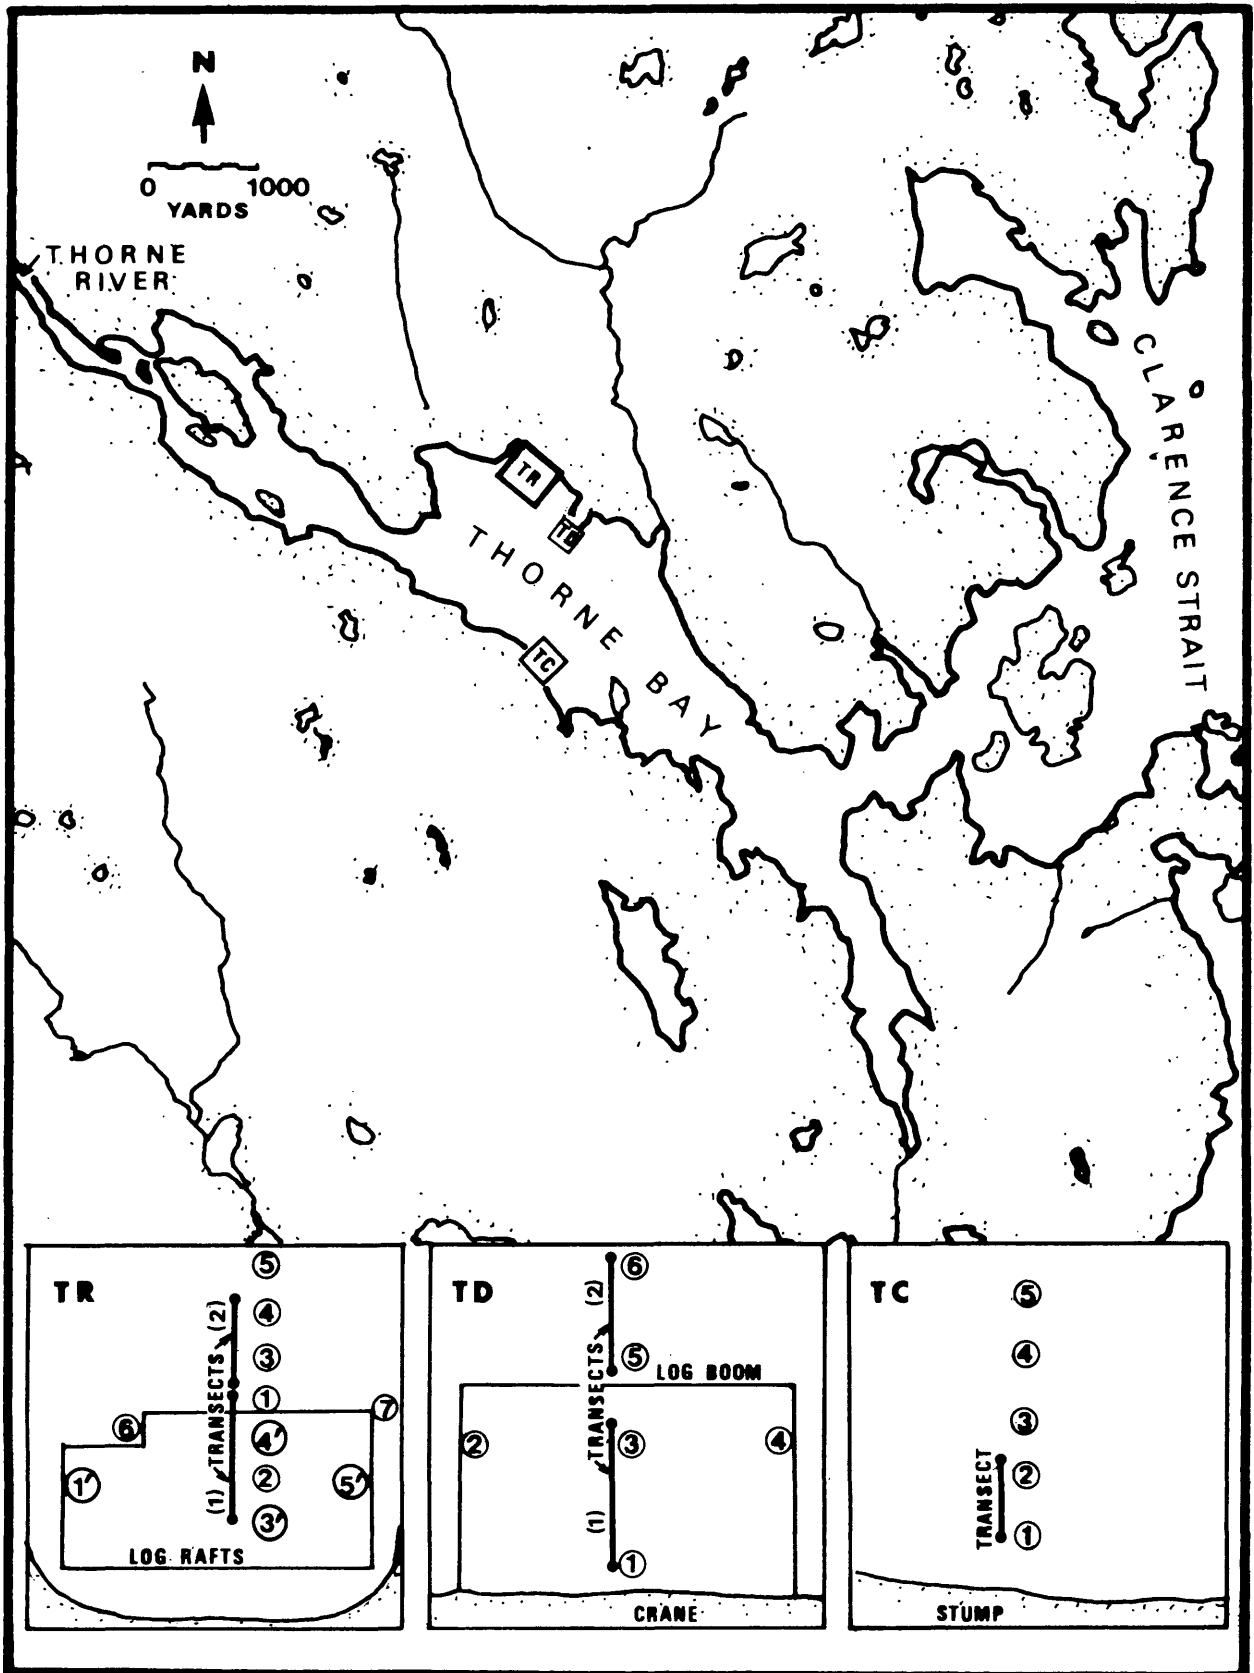 N
0 1000
YARDS
THORNE
RIVER
TR
TD
TC
THORNE BAY
CLARENCE STRAIT
TR
5
(2)
4
3
TRANSECTS
1
7
6
4'
1'
2
5'
(1)
3'
LOG RAFTS
TD
6
(2)
5
LOG BOOM
TRANSECTS
2
3
4
(1)
1
CRANE
TC
5
4
3
TRANSECT
2
1
STUMP